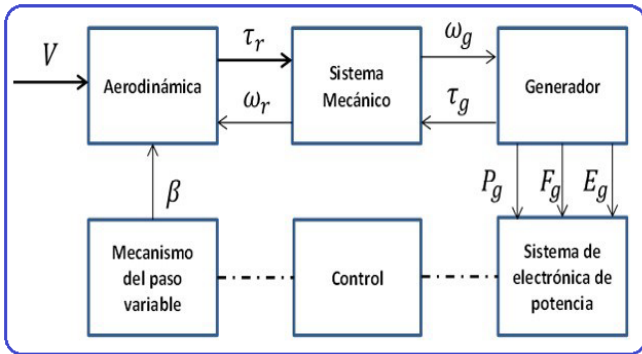 V
Aerodinámica
τr
ωr
Sistema
Mecánico
ωg
τg
Generador
β
Pg
Fg
Eg
Mecanismo
del paso
variable
Control
Sistema de
electrónica de
potencia